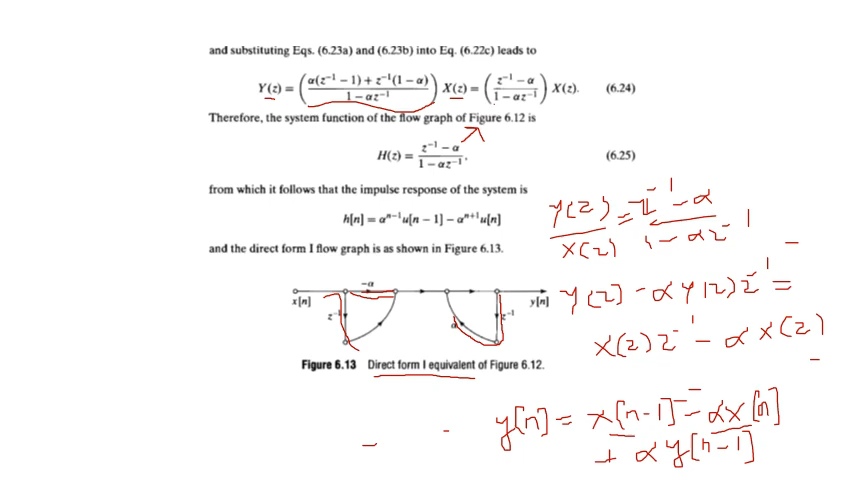 and substituting Eqs. (6.23a) and (6.23b) into Eq. (6.22c) leads to
Y(z) = (α(z⁻¹ − 1) + z⁻¹(1 − α) / 1 − αz⁻¹) X(z) = (z⁻¹ − α / 1 − αz⁻¹) X(z). (6.24)
Therefore, the system function of the flow graph of Figure 6.12 is
H(z) = z⁻¹ − α / 1 − αz⁻¹, (6.25)
from which it follows that the impulse response of the system is
h[n] = αⁿ⁻¹u[n − 1] − αⁿ⁺¹u[n]
and the direct form I flow graph is as shown in Figure 6.13.
−α
x[n] y[n]
z⁻¹ α z⁻¹
Figure 6.13 Direct form I equivalent of Figure 6.12.
Y(z) / X(z) = z⁻¹ − α / 1 − αz⁻¹
Y(z) − αY(z)z⁻¹ =
X(z)z⁻¹ − αX(z)
y[n] = x[n−1] − αx[n]
+ αy[n−1]